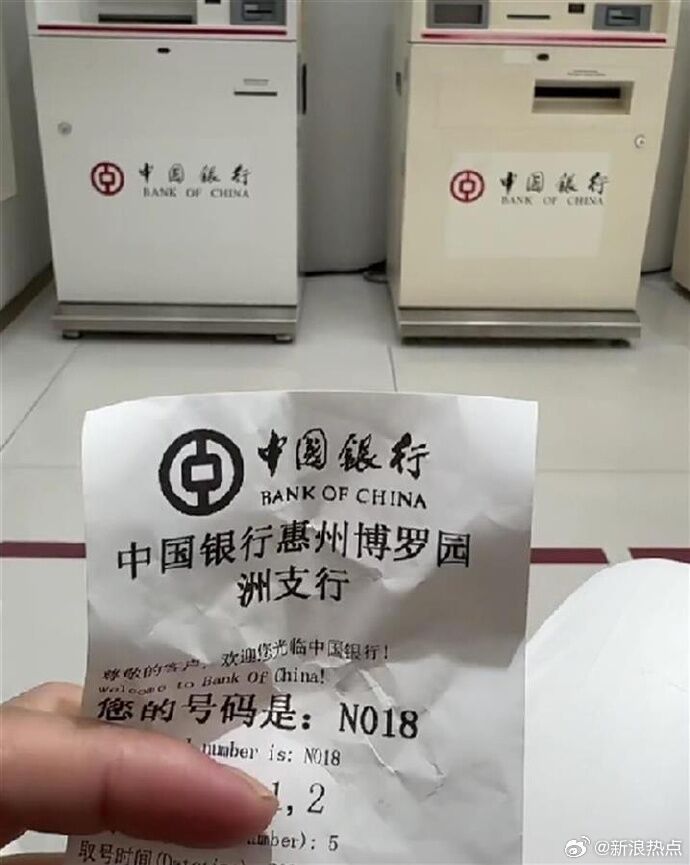 中国银行
BANK OF CHINA
中国银行
BANK OF CHINA
中国银行
BANK OF CHINA
中国银行惠州博罗园
洲支行
尊敬的客户，欢迎您光临中国银行！
Welcome to Bank Of China!
您的号码是：N018
number is: N018
1,2
): 5
取号时间
@新浪热点